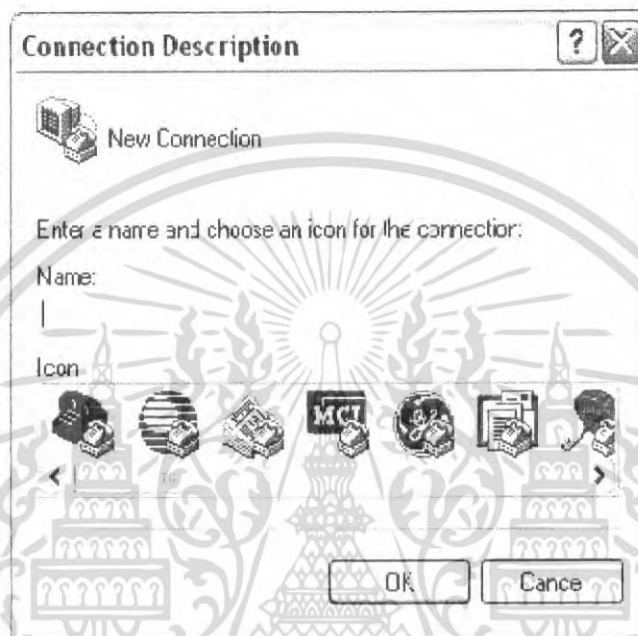 Connection Description
?
New Connection
Enter a name and choose an icon for the connection:
Name:
Icon
MCI
OK
Cance